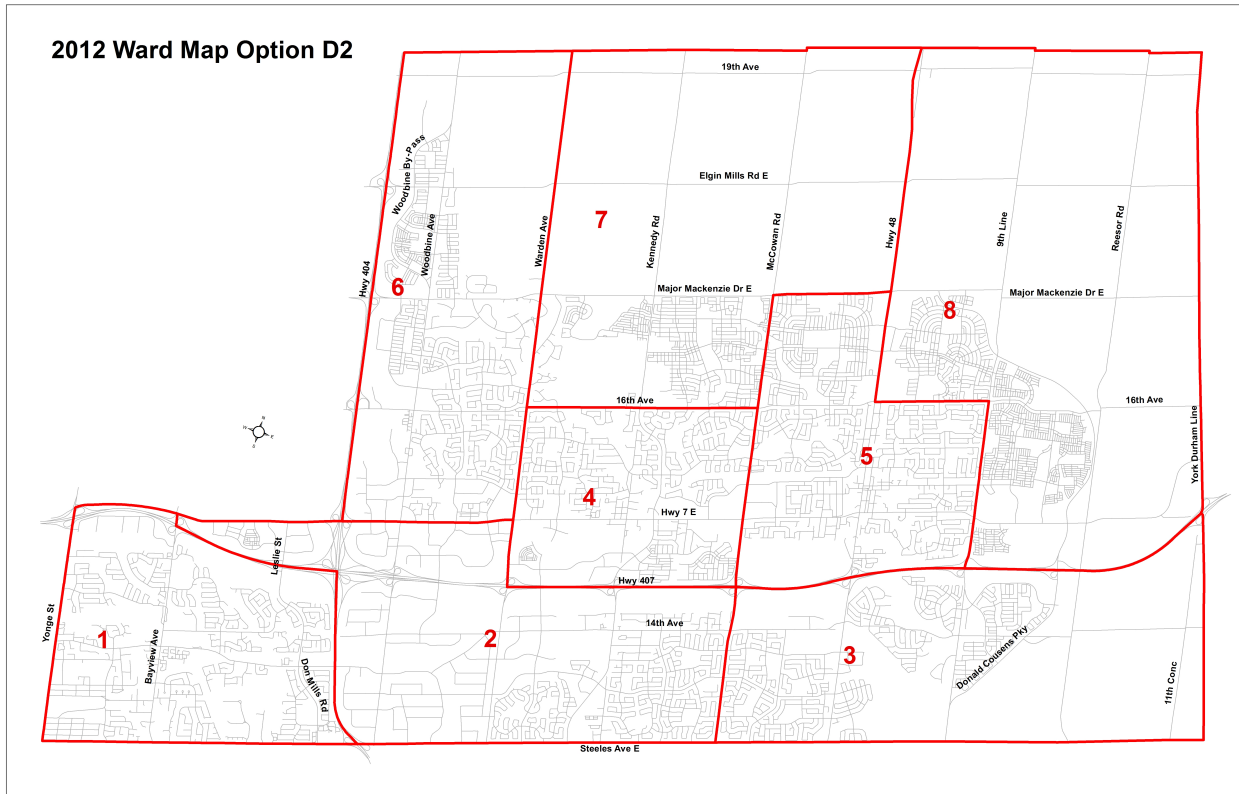 2012 Ward Map Option D2
19th Ave
Woodbine By-Pass
Elgin Mills Rd E
7
Hwy 404
Woodbine Ave
Warden Ave
Kennedy Rd
McCowan Rd
Hwy 48
9th Line
Reesor Rd
6
Major Mackenzie Dr E
Major Mackenzie Dr E
8
16th Ave
16th Ave
N
W
E
S
York Durham Line
5
4
Hwy 7 E
Leslie St
Hwy 407
Yonge St
1
Bayview Ave
Don Mills Rd
2
14th Ave
3
Donald Cousens Pky
11th Conc
Steeles Ave E